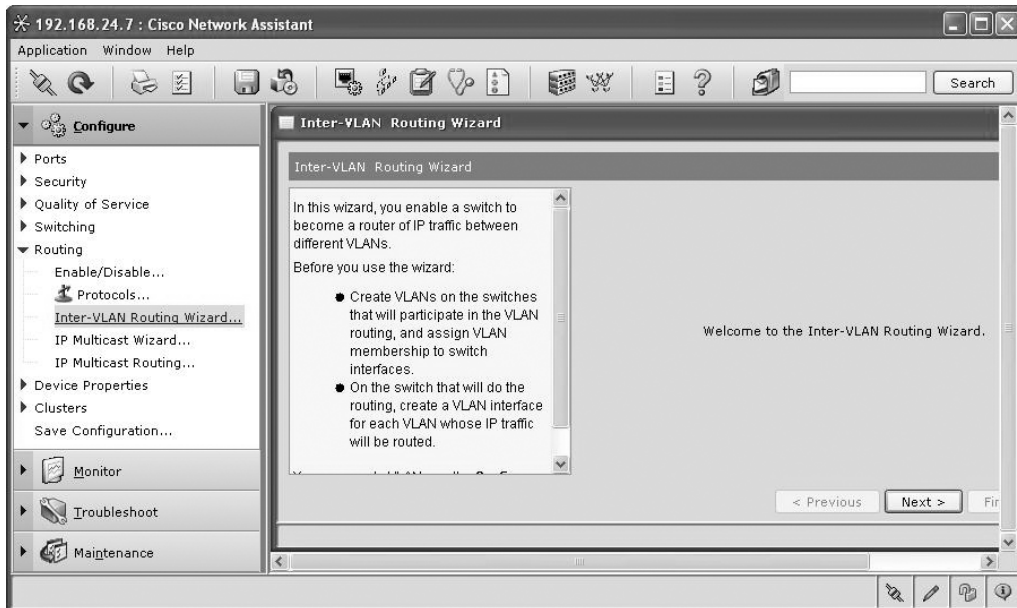 192.168.24.7 : Cisco Network Assistant
Application Window Help
Search
Configure
Ports
Security
Quality of Service
Switching
Routing
Enable/Disable...
Protocols...
Inter-VLAN Routing Wizard...
IP Multicast Wizard...
IP Multicast Routing...
Device Properties
Clusters
Save Configuration...
Monitor
Troubleshoot
Maintenance
Inter-VLAN Routing Wizard
Inter-VLAN Routing Wizard
In this wizard, you enable a switch to
become a router of IP traffic between
different VLANs.
Before you use the wizard:
● Create VLANs on the switches
that will participate in the VLAN
routing, and assign VLAN
membership to switch
interfaces.
● On the switch that will do the
routing, create a VLAN interface
for each VLAN whose IP traffic
will be routed.
Welcome to the Inter-VLAN Routing Wizard.
< Previous Next >